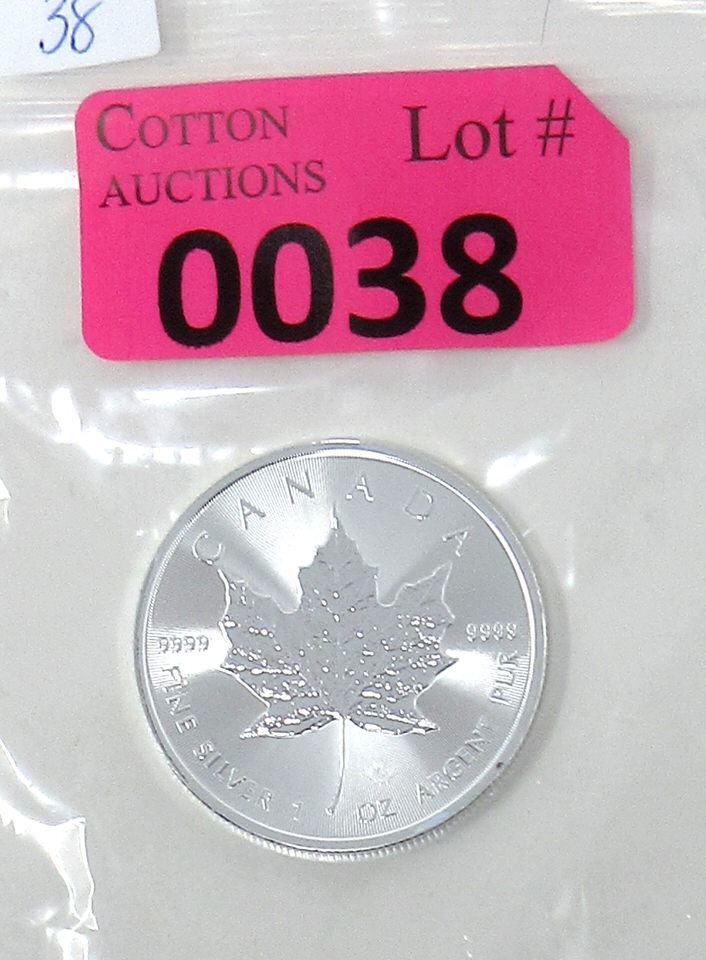 38
COTTON
AUCTIONS
Lot #
0038
CANADA
9999
9999
FINE SILVER 1 OZ ARGENT PUR